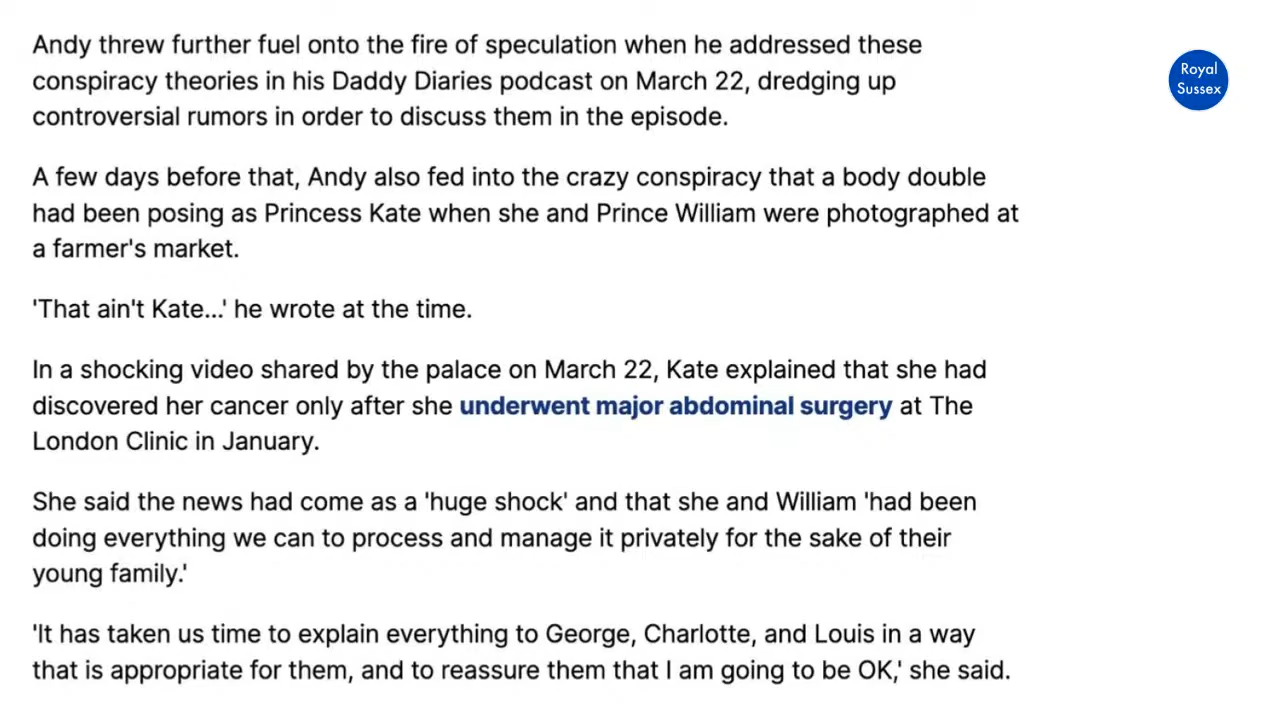 Andy threw further fuel onto the fire of speculation when he addressed these
conspiracy theories in his Daddy Diaries podcast on March 22, dredging up
controversial rumors in order to discuss them in the episode.
A few days before that, Andy also fed into the crazy conspiracy that a body double
had been posing as Princess Kate when she and Prince William were photographed at
a farmer's market.
'That ain't Kate...' he wrote at the time.
In a shocking video shared by the palace on March 22, Kate explained that she had
discovered her cancer only after she underwent major abdominal surgery at The
London Clinic in January.
She said the news had come as a 'huge shock' and that she and William 'had been
doing everything we can to process and manage it privately for the sake of their
young family.'
'It has taken us time to explain everything to George, Charlotte, and Louis in a way
that is appropriate for them, and to reassure them that I am going to be OK,' she said.
Royal
Sussex